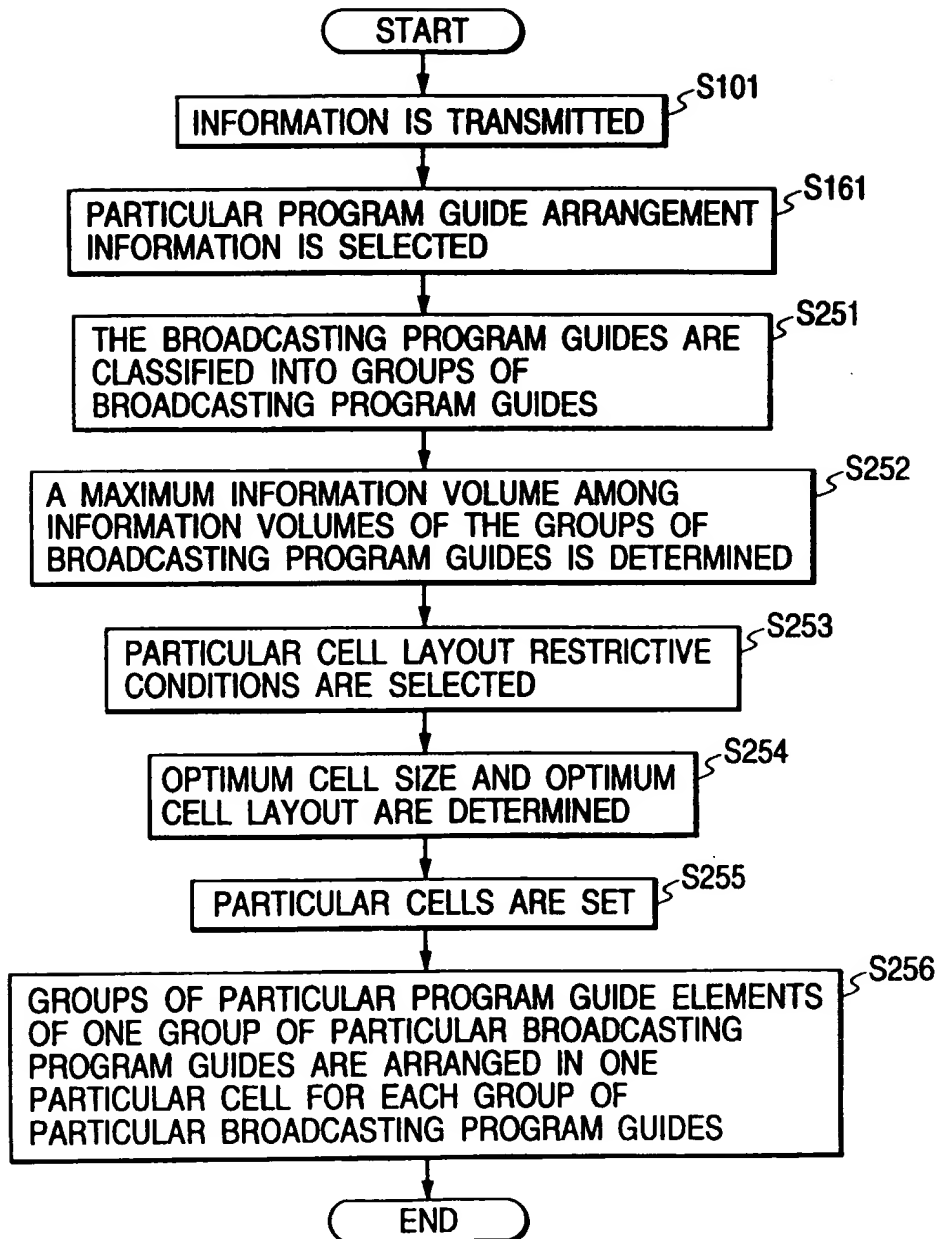 START
S101
INFORMATION IS TRANSMITTED
S161
PARTICULAR PROGRAM GUIDE ARRANGEMENT
INFORMATION IS SELECTED
S251
THE BROADCASTING PROGRAM GUIDES ARE
CLASSIFIED INTO GROUPS OF
BROADCASTING PROGRAM GUIDES
S252
A MAXIMUM INFORMATION VOLUME AMONG
INFORMATION VOLUMES OF THE GROUPS OF
BROADCASTING PROGRAM GUIDES IS DETERMINED
S253
PARTICULAR CELL LAYOUT RESTRICTIVE
CONDITIONS ARE SELECTED
S254
OPTIMUM CELL SIZE AND OPTIMUM
CELL LAYOUT ARE DETERMINED
S255
PARTICULAR CELLS ARE SET
S256
GROUPS OF PARTICULAR PROGRAM GUIDE ELEMENTS
OF ONE GROUP OF PARTICULAR BROADCASTING
PROGRAM GUIDES ARE ARRANGED IN ONE
PARTICULAR CELL FOR EACH GROUP OF
PARTICULAR BROADCASTING PROGRAM GUIDES
END